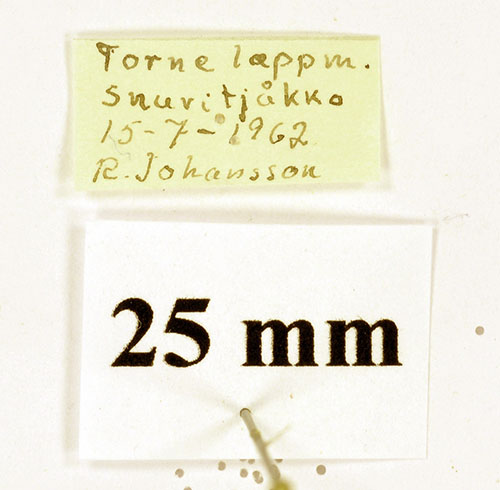 Torne lappm.
Snuritjåkko
15-7-1962
R. Johansson
25 mm